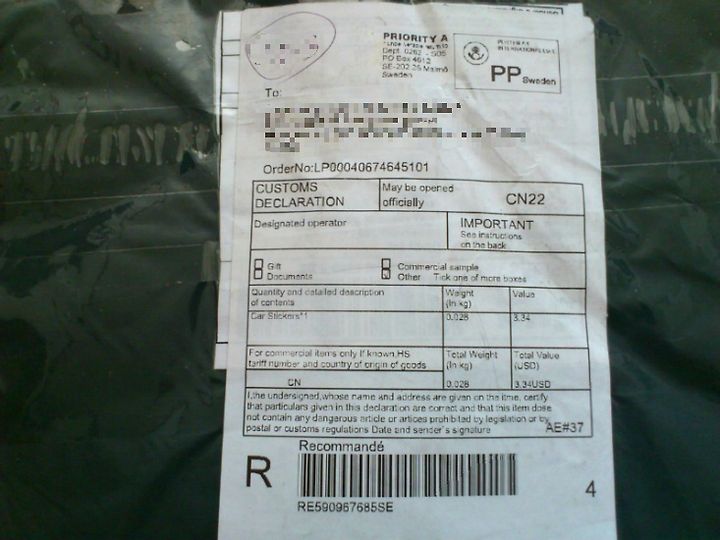 PRIORITY A
Dept. 0262 - S05
PO Box 4612
SE-202 26 Malmö
Sweden
PP Sweden
To:
OrderNo:LP00040674645101
CUSTOMS
DECLARATION
May be opened
officially
CN22
Designated operator
IMPORTANT
See instructions
on the back
Gift
Commercial sample
Documents
Other Tick one of more boxes
Quantity and detailed description
of contents
Weight
(In kg)
Value
Car Stickers*1
0.028
3.34
For commercial items only If known,HS
tariff number and country of origin of goods
Total Weight
(In kg)
Total Value
(USD)
CN
0.028
3.34USD
I,the undersigned,whose name and address are given on the time, certify
that particulars given in this declaration are correct and that this item dose
not contain any dangerous article or artices prohibited by legislation or by
postal or customs regulations Date and sender's signature
AE#37
Recommandé
R
4
RE590967685SE